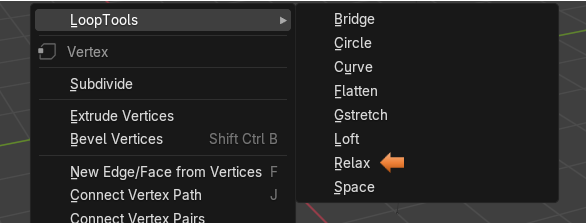 LoopTools
Vertex
Subdivide
Extrude Vertices
Bevel Vertices Shift Ctrl B
New Edge/Face from Vertices F
Connect Vertex Path J
Connect Vertex Pairs
Bridge
Circle
Curve
Flatten
Gstretch
Loft
Relax
Space